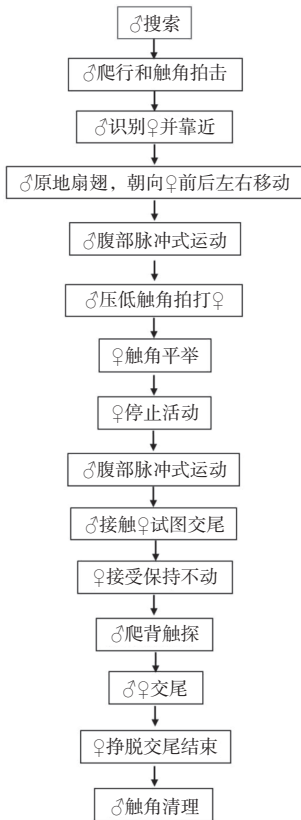 ♂搜索
♂爬行和触角拍击
♂识别♀并靠近
♂原地扇翅，朝向♀前后左右移动
♂腹部脉冲式运动
♂压低触角拍打♀
♀触角平举
♀停止活动
♂腹部脉冲式运动
♂接触♀试图交尾
♀接受保持不动
♂爬背触探
♂♀交尾
♀挣脱交尾结束
♂触角清理